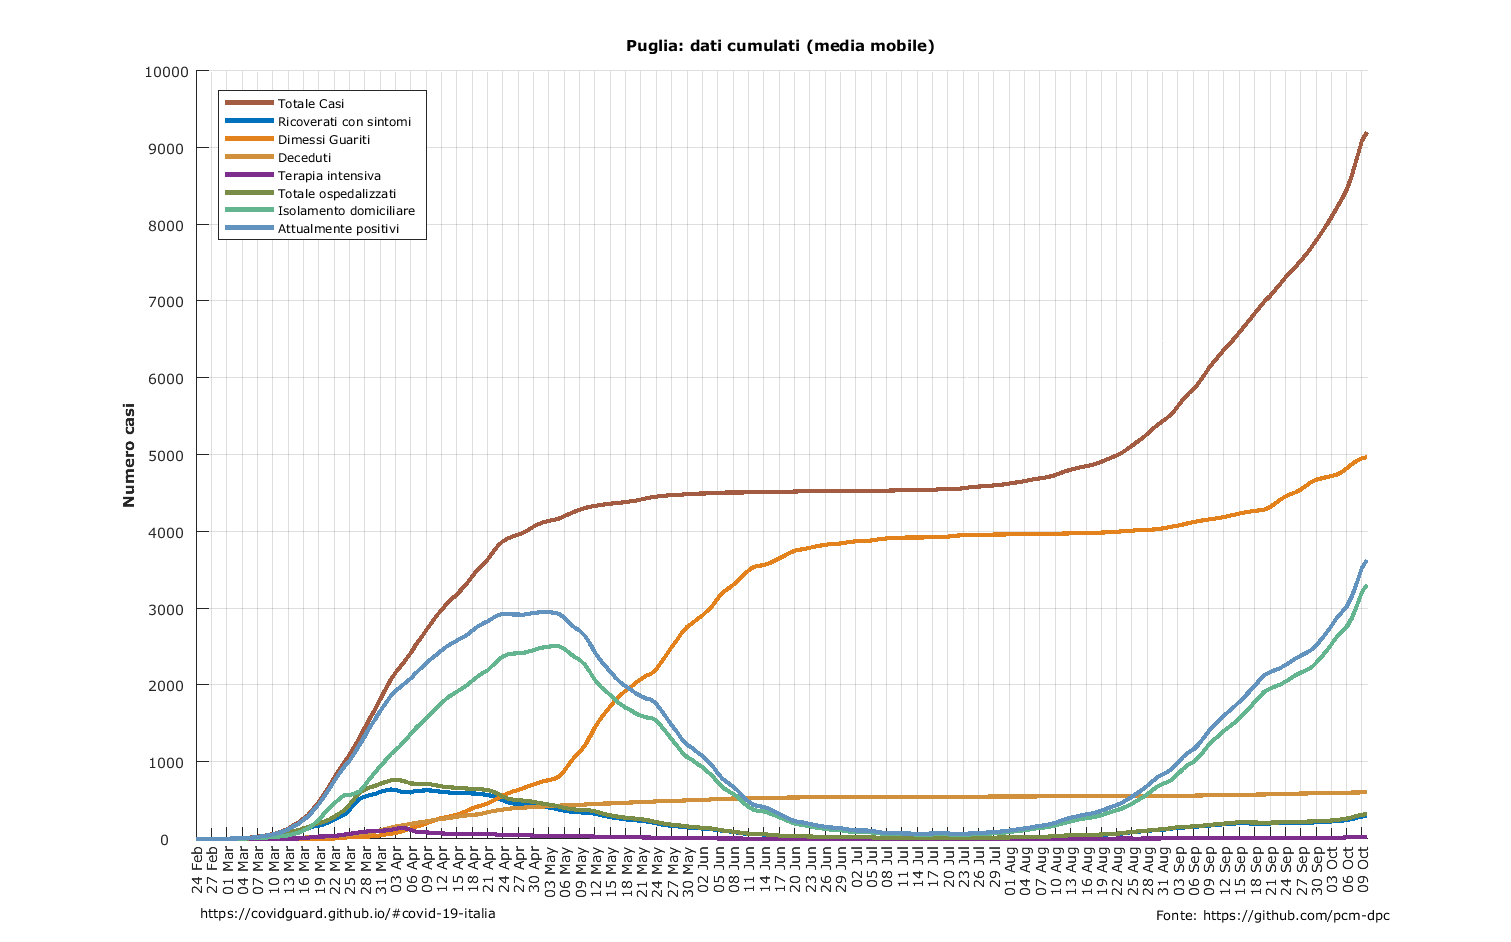 Puglia: dati cumulati (media mobile)
10000
9000
8000
7000
6000
5000
4000
3000
2000
1000
0
Numero casi
Totale Casi
Ricoverati con sintomi
Dimessi Guariti
Deceduti
Terapia intensiva
Totale ospedalizzati
Isolamento domiciliare
Attualmente positivi
24 Feb
27 Feb
01 Mar
04 Mar
07 Mar
10 Mar
13 Mar
16 Mar
19 Mar
22 Mar
25 Mar
28 Mar
31 Mar
03 Apr
06 Apr
09 Apr
12 Apr
15 Apr
18 Apr
21 Apr
24 Apr
27 Apr
30 Apr
03 May
06 May
09 May
12 May
15 May
18 May
21 May
24 May
27 May
30 May
02 Jun
05 Jun
08 Jun
11 Jun
14 Jun
17 Jun
20 Jun
23 Jun
26 Jun
29 Jun
02 Jul
05 Jul
08 Jul
11 Jul
14 Jul
17 Jul
20 Jul
23 Jul
26 Jul
29 Jul
01 Aug
04 Aug
07 Aug
10 Aug
13 Aug
16 Aug
19 Aug
22 Aug
25 Aug
28 Aug
31 Aug
03 Sep
06 Sep
09 Sep
12 Sep
15 Sep
18 Sep
21 Sep
24 Sep
27 Sep
30 Sep
03 Oct
06 Oct
09 Oct
https://covidguard.github.io/#covid-19-italia
Fonte: https://github.com/pcm-dpc